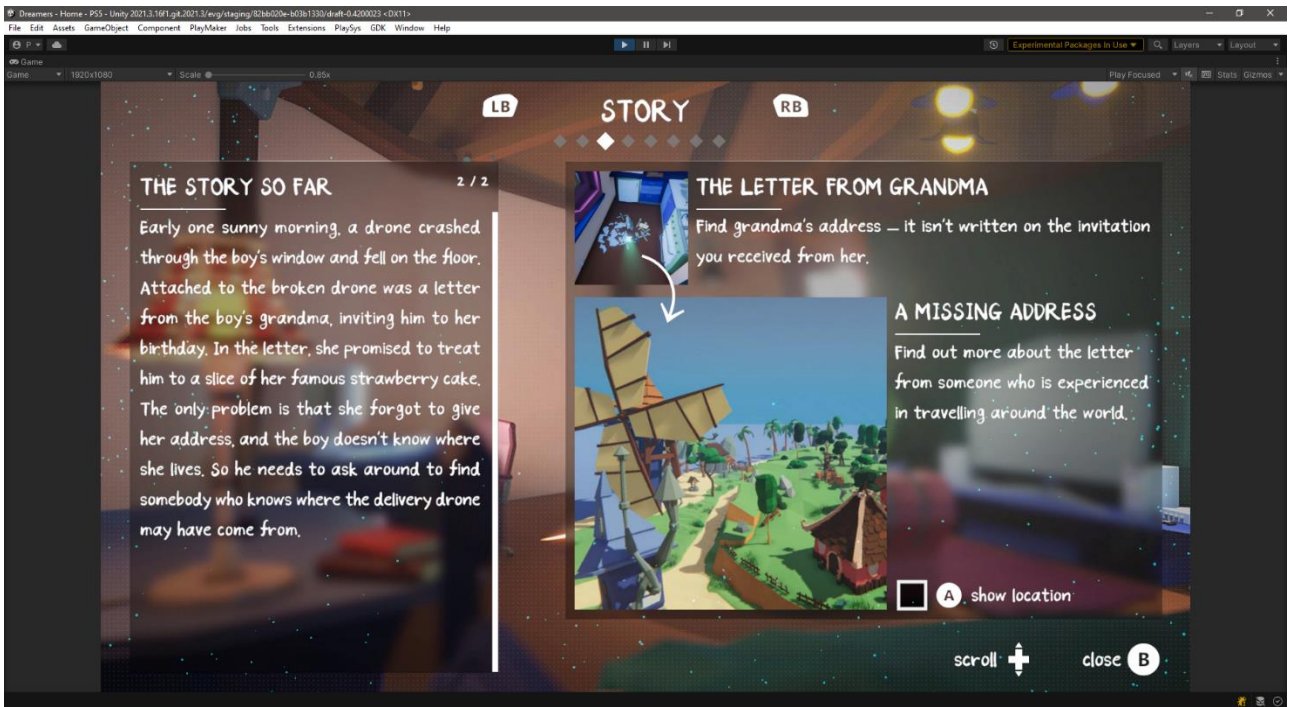 Dreamers - Home - PS5 - Unity 2021.3.16f1.git.2021.3/evg/staging/82bb020e-b03b1330/draft-0.4200023 <DX11>
File Edit Assets GameObject Component PlayMaker Jobs Tools Extensions PlaySys GDK Window Help
P
Experimental Packages In Use
Layers
Layout
Game
Game
1920x1080
Scale
0.85x
Play Focused
Stats
Gizmos
LB
STORY
RB
THE STORY SO FAR
2 / 2
Early one sunny morning, a drone crashed
through the boy's window and fell on the floor.
Attached to the broken drone was a letter
from the boy's grandma, inviting him to her
birthday. In the letter, she promised to treat
him to a slice of her famous strawberry cake.
The only problem is that she forgot to give
her address, and the boy doesn't know where
she lives. So he needs to ask around to find
somebody who knows where the delivery drone
may have come from.
THE LETTER FROM GRANDMA
Find grandma's address – it isn't written on the invitation
you received from her.
A MISSING ADDRESS
Find out more about the letter
from someone who is experienced
in travelling around the world.
A show location
scroll
close B